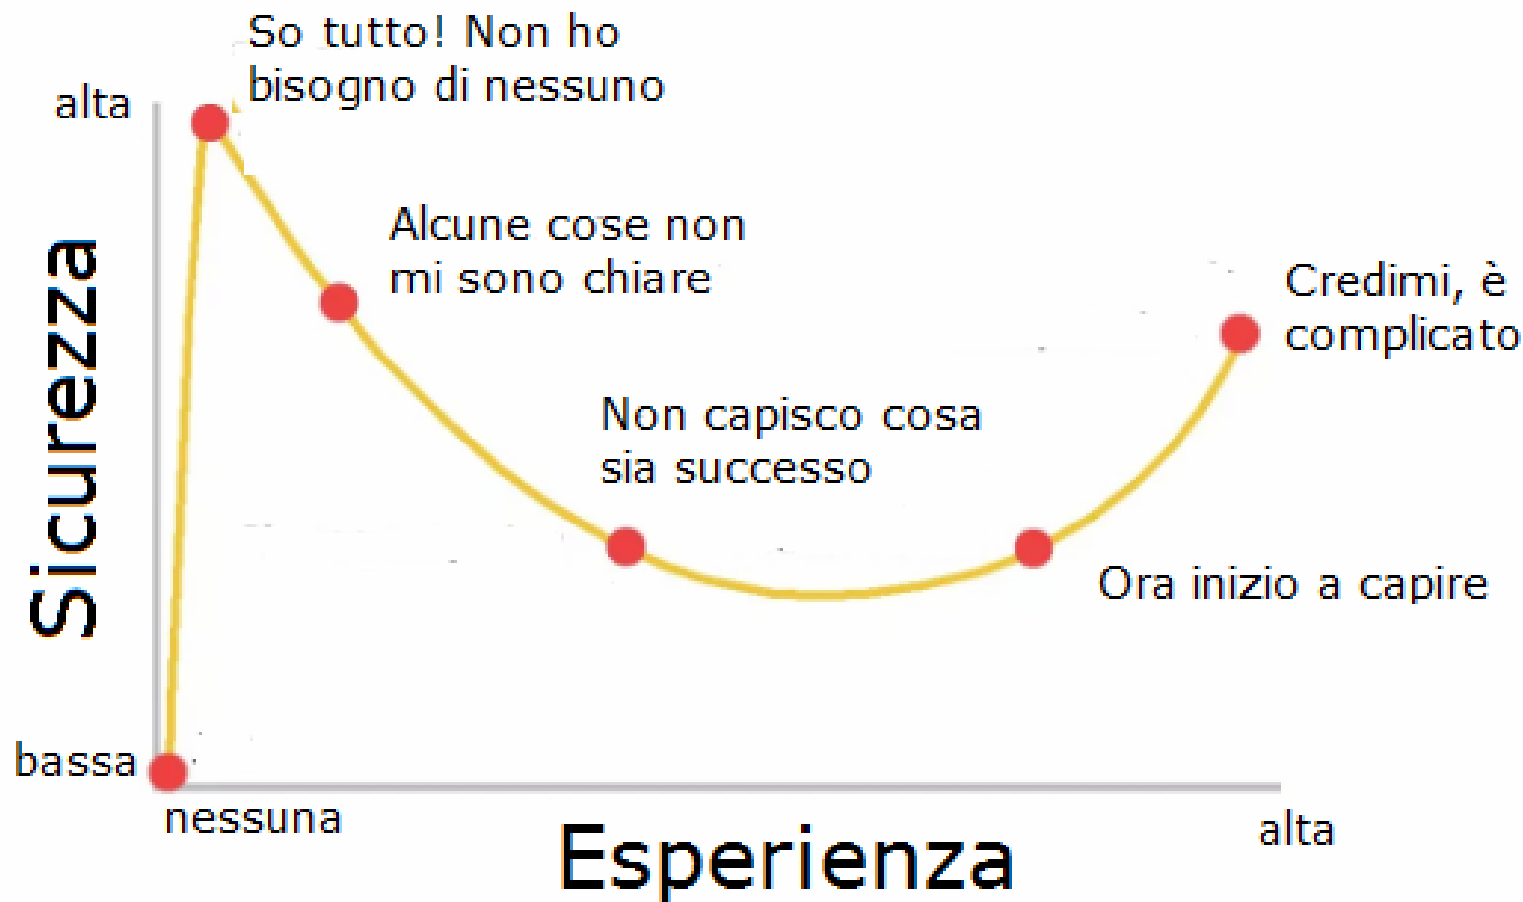 So tutto! Non ho
bisogno di nessuno
alta
Alcune cose non
mi sono chiare
Credimi, è
complicato
Non capisco cosa
sia successo
Ora inizio a capire
Sicurezza
bassa
nessuna
alta
Esperienza